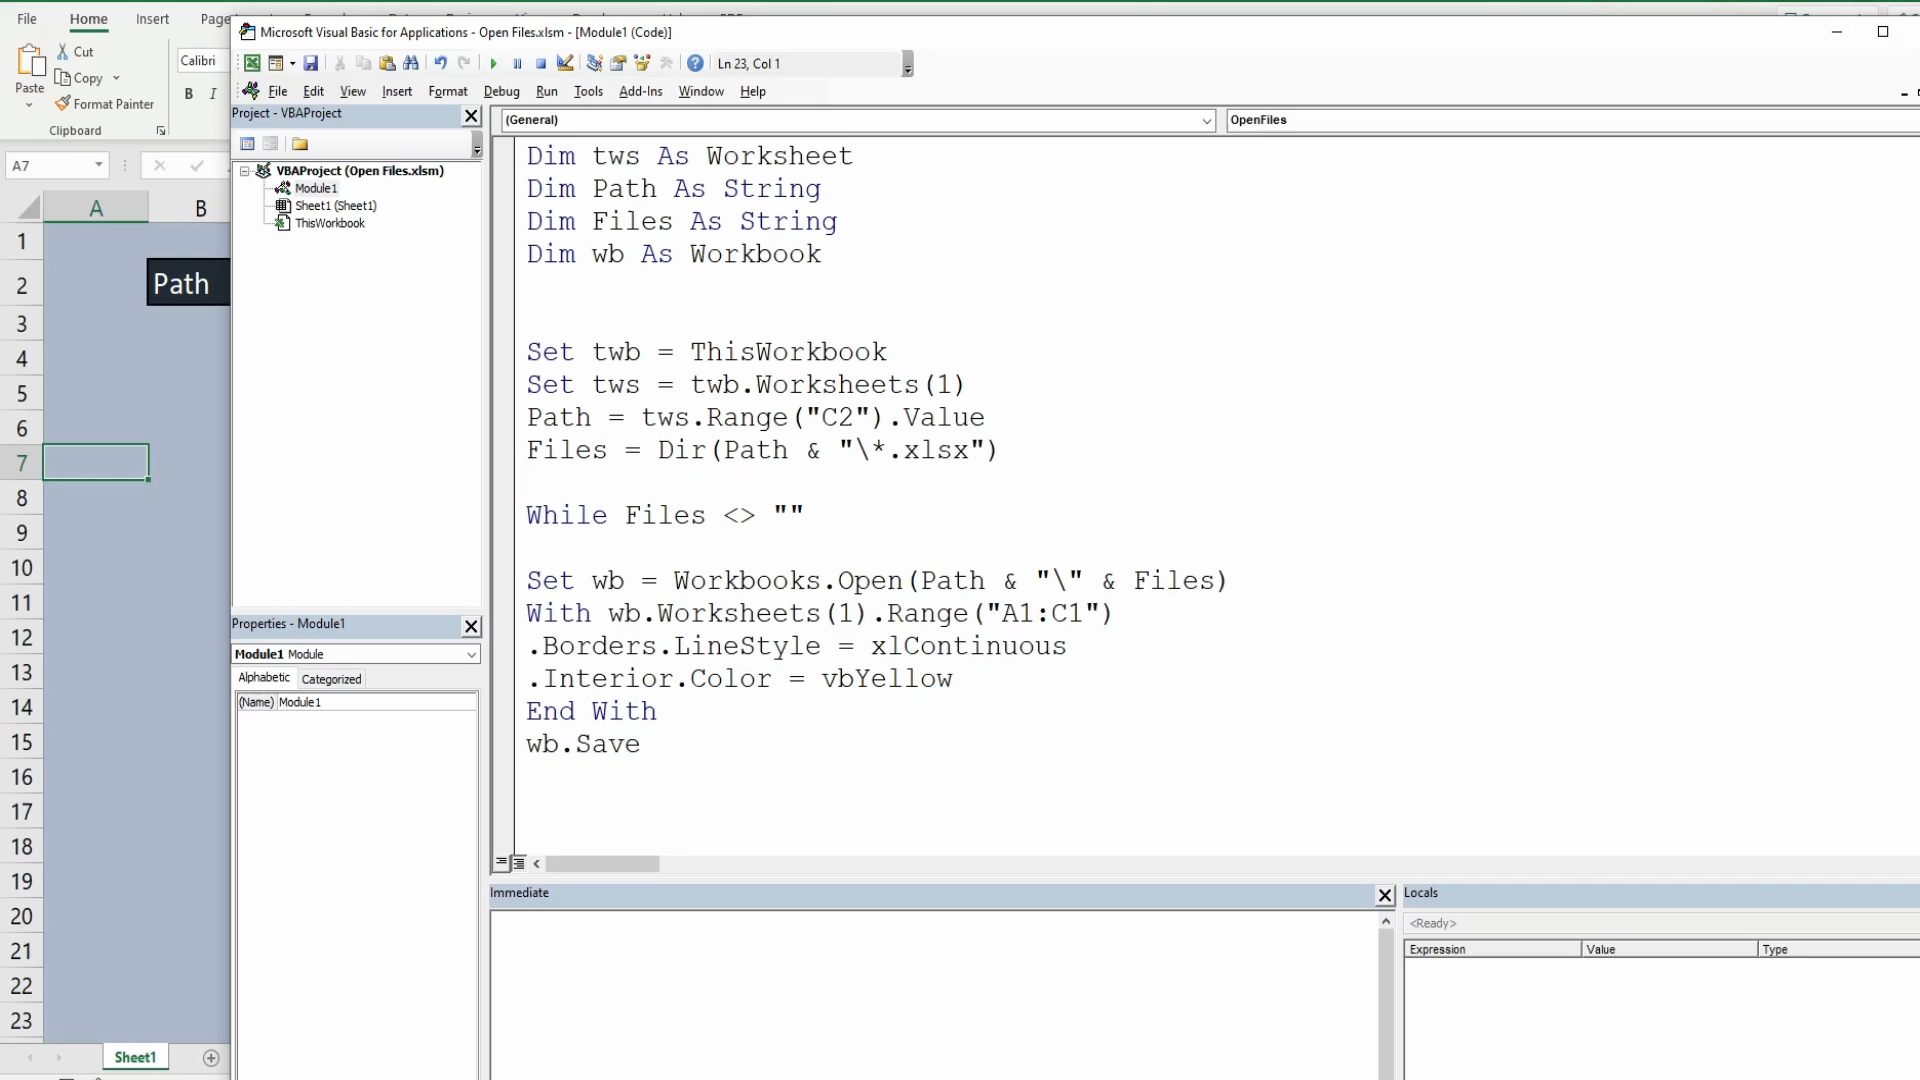 File Home Insert Page
Microsoft Visual Basic for Applications - Open Files.xlsm - [Module1 (Code)]
Cut
Copy
Format Painter
Paste
Clipboard
Calibri
B I
Ln 23, Col 1
File Edit View Insert Format Debug Run Tools Add-Ins Window Help
Project - VBAProject
VBAProject (Open Files.xlsm)
Module1
Sheet1 (Sheet1)
ThisWorkbook
Properties - Module1
Module1 Module
Alphabetic Categorized
(Name) Module1
(General) OpenFiles
Dim tws As Worksheet
Dim Path As String
Dim Files As String
Dim wb As Workbook
Set twb = ThisWorkbook
Set tws = twb.Worksheets(1)
Path = tws.Range("C2").Value
Files = Dir(Path & "\*.xlsx")
While Files <> ""
Set wb = Workbooks.Open(Path & "\" & Files)
With wb.Worksheets(1).Range("A1:C1")
.Borders.LineStyle = xlContinuous
.Interior.Color = vbYellow
End With
wb.Save
Immediate
Locals
<Ready>
Expression Value Type
A7
A B
1
2 Path
3
4
5
6
7
8
9
10
11
12
13
14
15
16
17
18
19
20
21
22
23
Sheet1